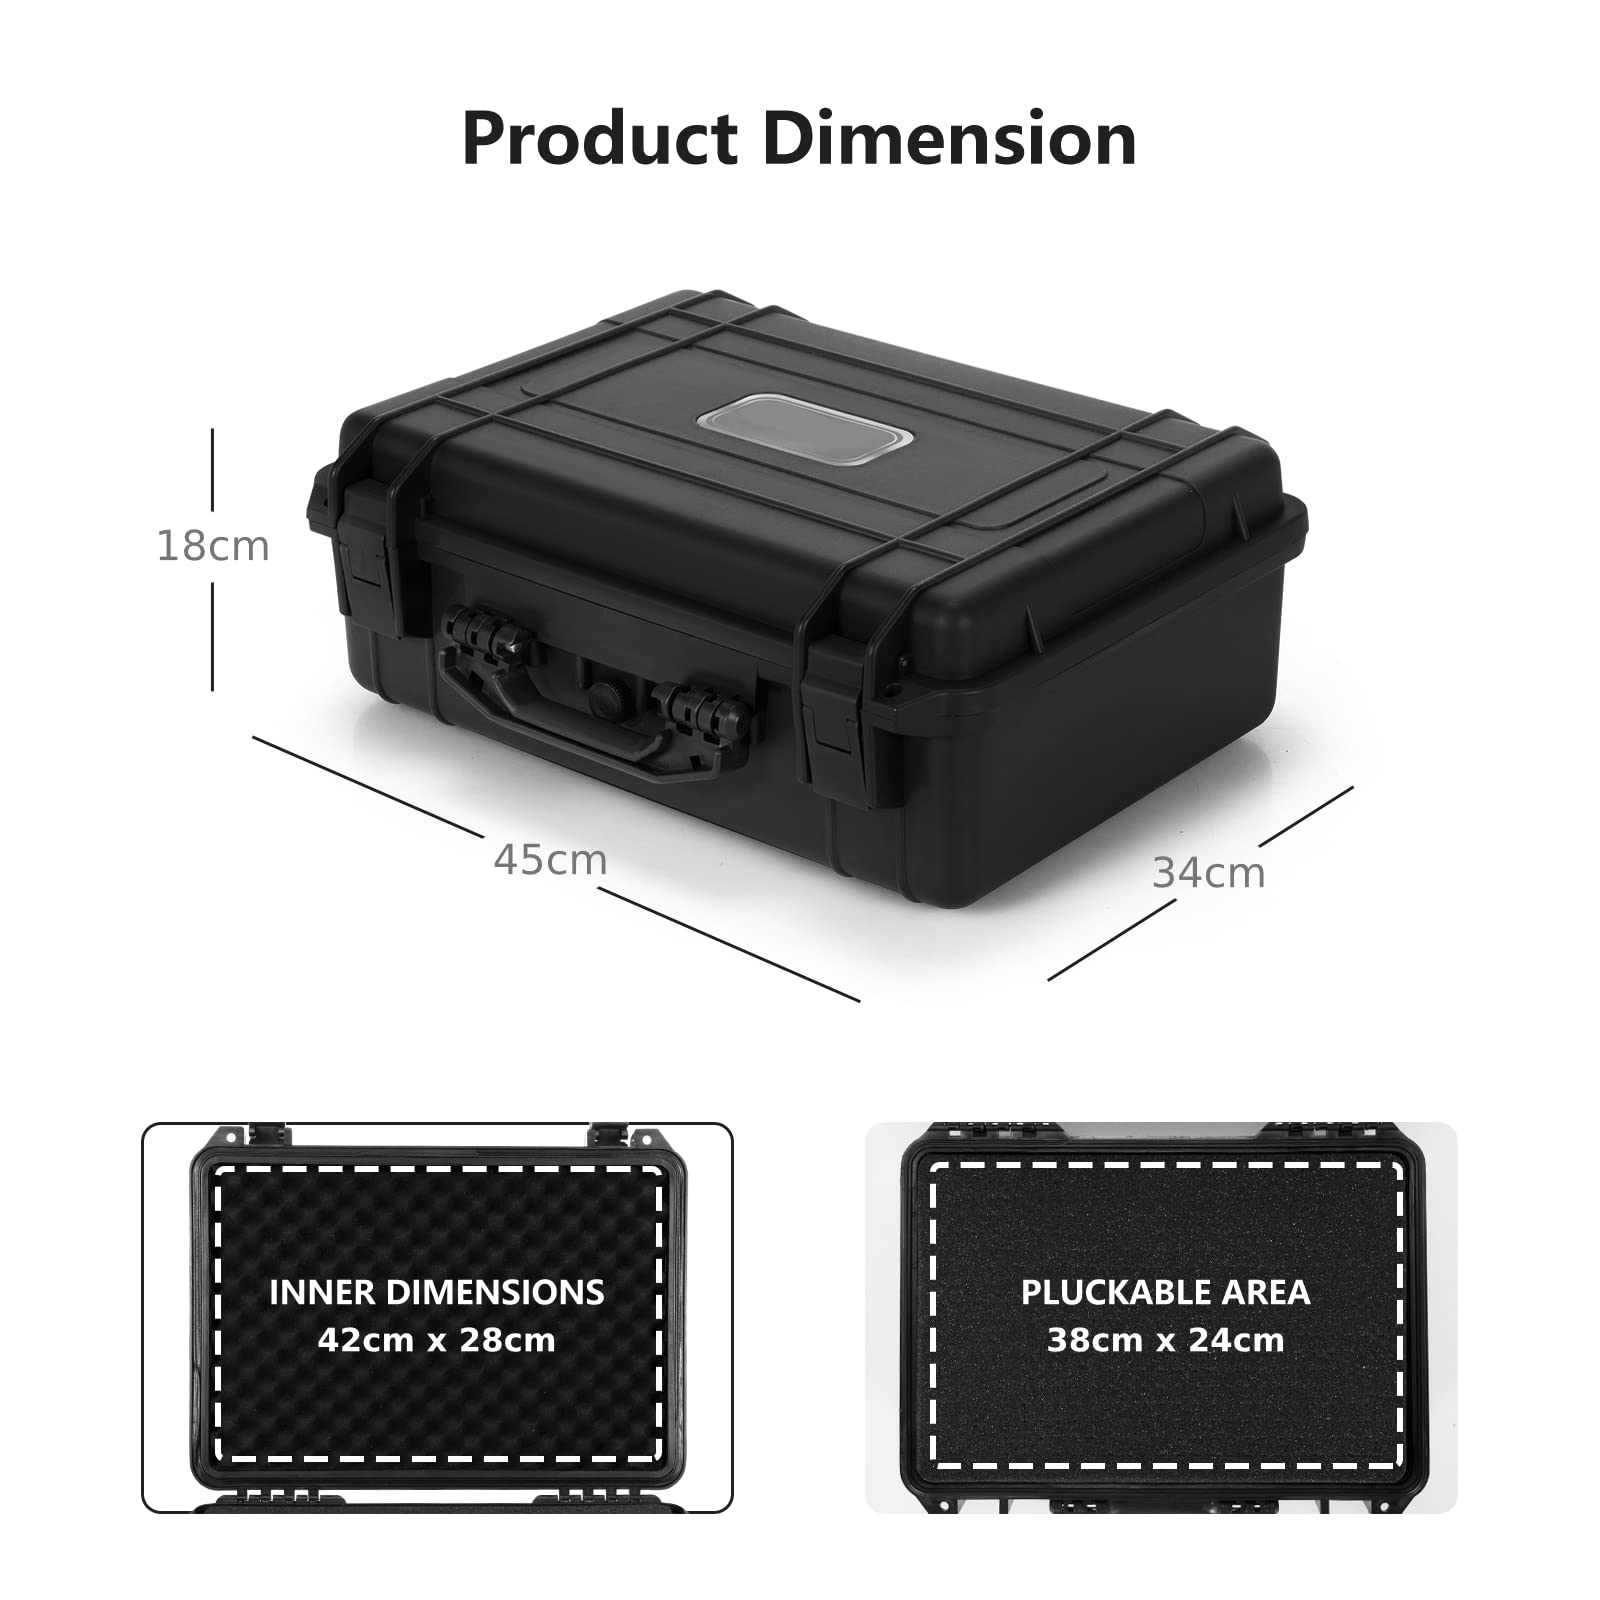 Product Dimension
18cm
45cm
34cm
INNER DIMENSIONS
42cm x 28cm
PLUCKABLE AREA
38cm x 24cm